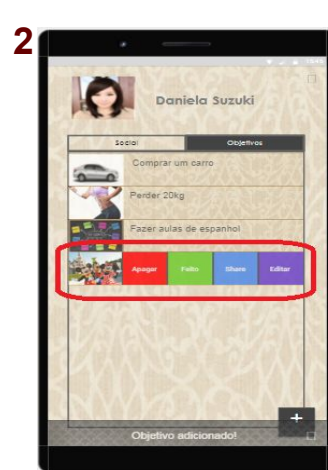 2
Daniela Suzuki
Social Objetivos
Comprar um carro
Perder 20kg
Fazer aulas de espanhol
Apagar Feito Share Editar
+
Objetivo adicionado!